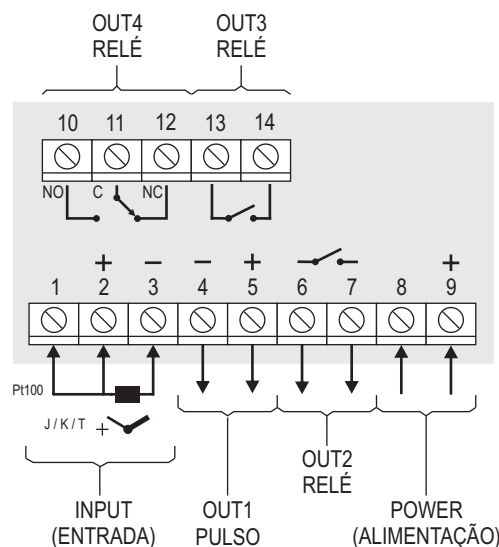 OUT4
RELÉ
OUT3
RELÉ
10 11 12 13 14
NO C NC
+ − − + +
1 2 3 4 5 6 7 8 9
Pt100
J / K / T +
INPUT
(ENTRADA)
OUT1
PULSO
OUT2
RELÉ
POWER
(ALIMENTAÇÃO)